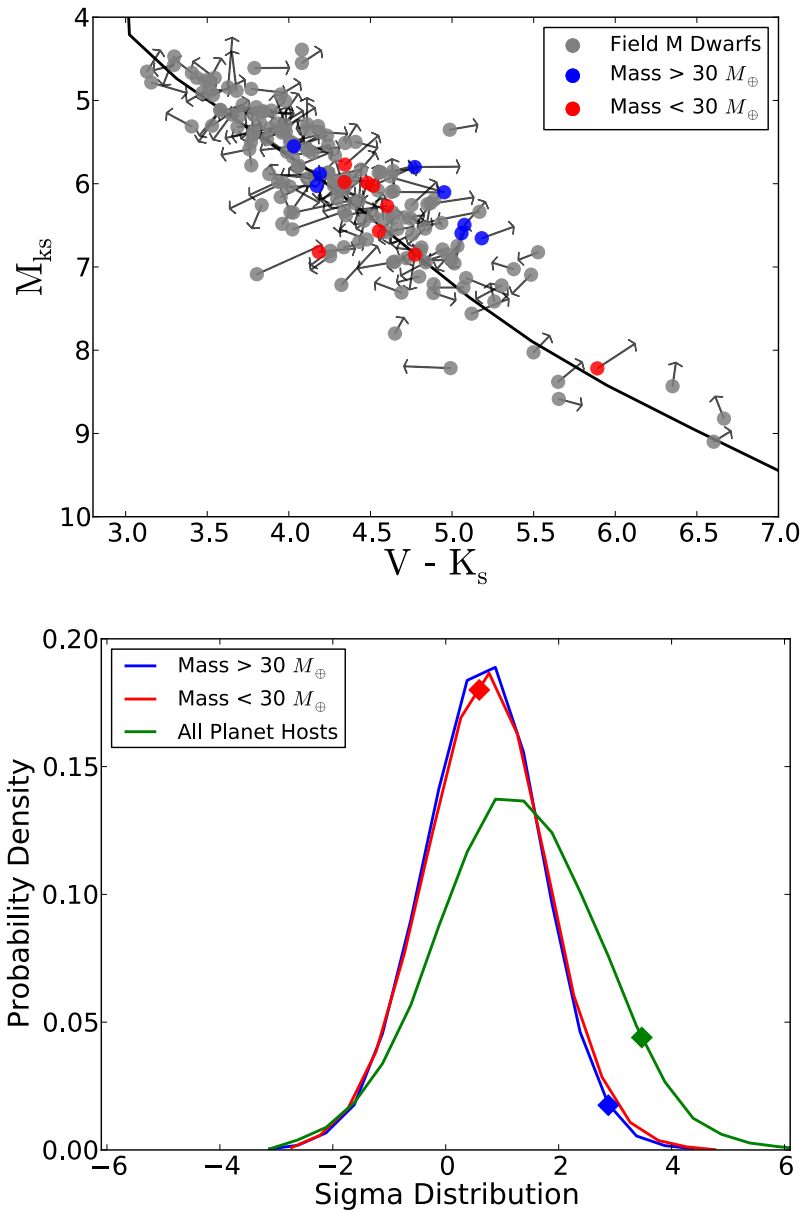 4
5
6
7
8
9
10
M_ks
Field M Dwarfs
Mass > 30 M⊕
Mass < 30 M⊕
3.0 3.5 4.0 4.5 5.0 5.5 6.0 6.5 7.0
V - K_s
0.20
0.15
0.10
0.05
0.00
Probability Density
Mass > 30 M⊕
Mass < 30 M⊕
All Planet Hosts
−6 −4 −2 0 2 4 6
Sigma Distribution